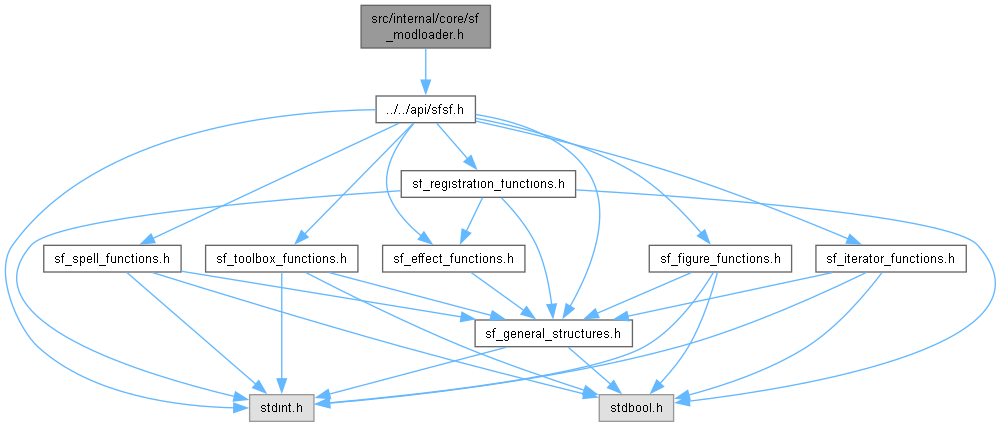 src/internal/core/sf
_modloader.h
../../api/sfsf.h
sf_registration_functions.h
sf_spell_functions.h
sf_toolbox_functions.h
sf_effect_functions.h
sf_figure_functions.h
sf_iterator_functions.h
sf_general_structures.h
stdint.h
stdbool.h